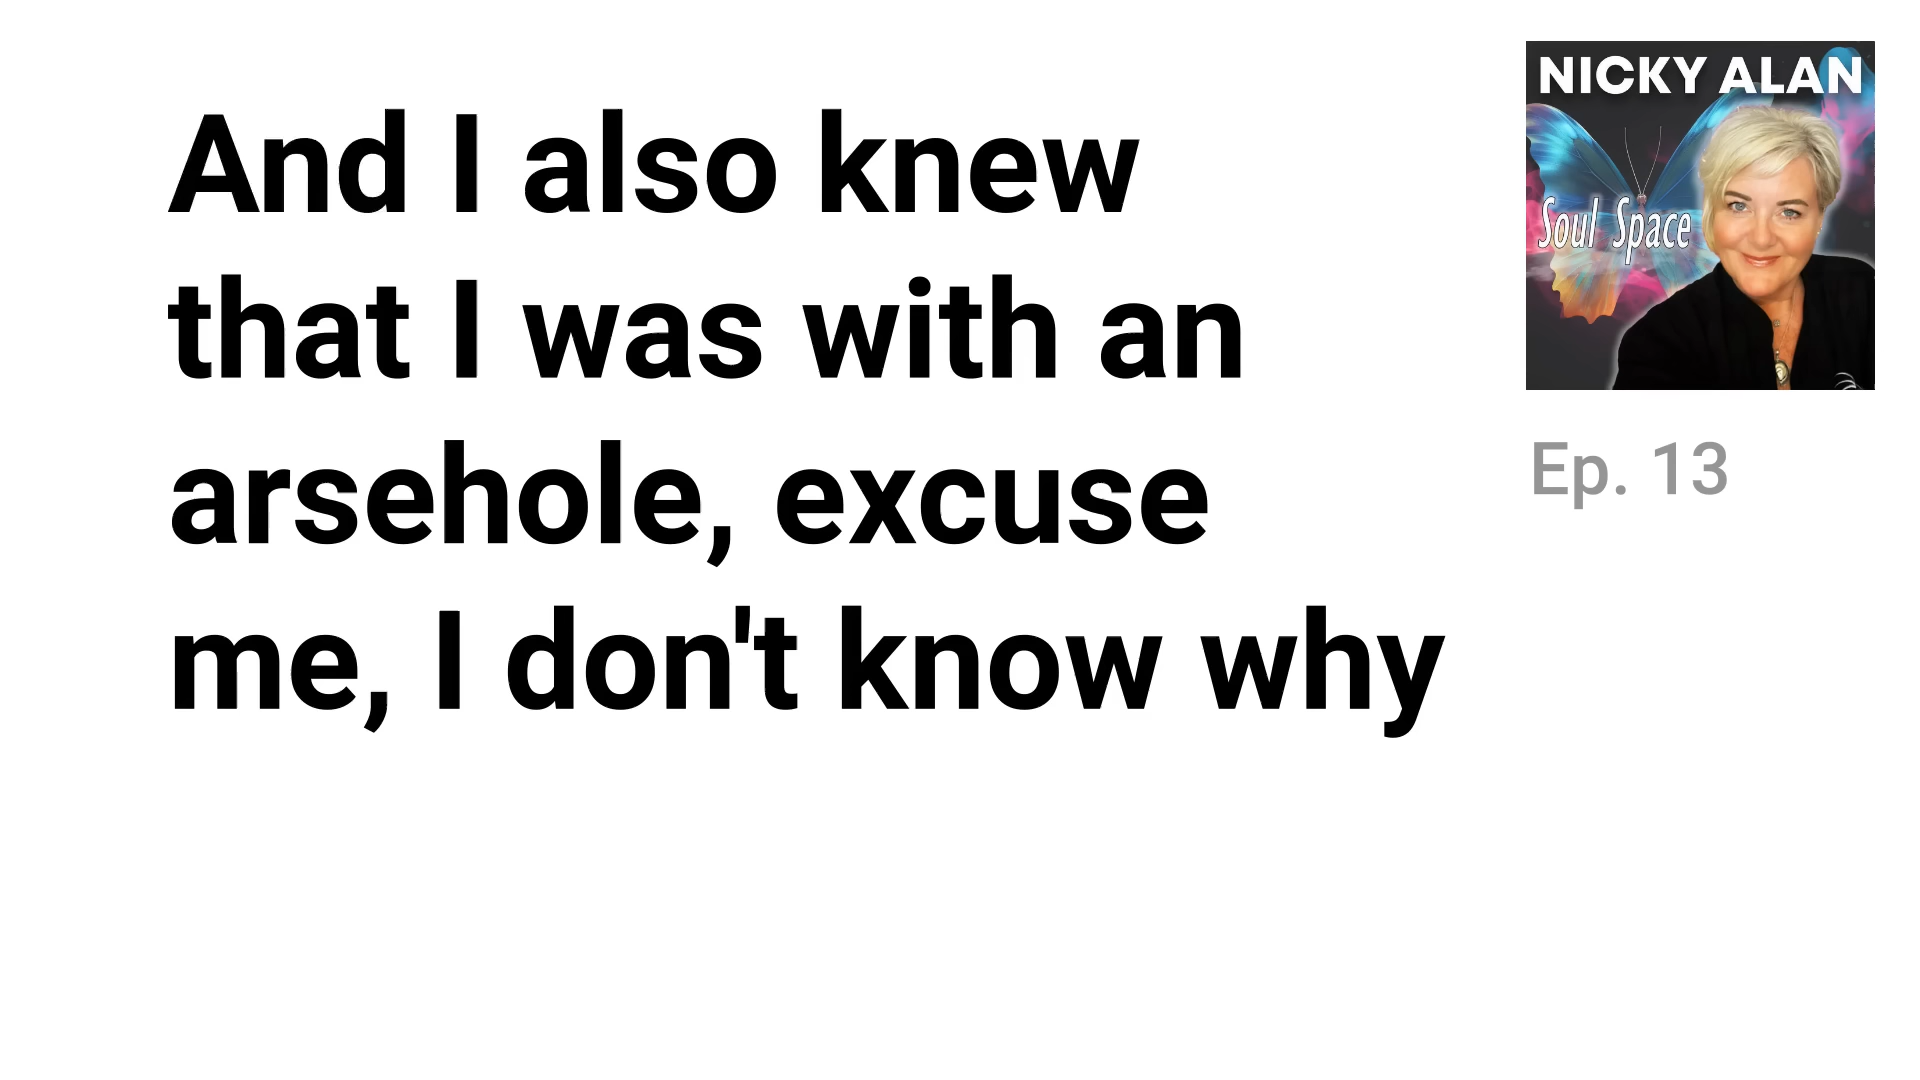 And I also knew
that I was with an
arsehole, excuse
me, I don't know why
NICKY ALAN
Soul Space
Ep. 13